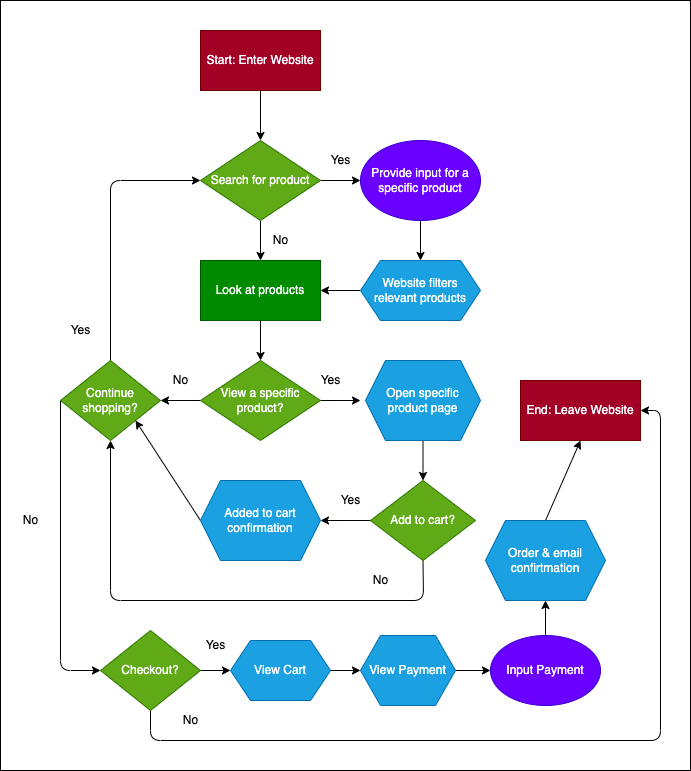 Start: Enter Website
Search for product
Yes
Provide input for a
specific product
No
Look at products
Website filters
relevant products
Yes
Continue
shopping?
No
View a specific
product?
Yes
Open specific
product page
End: Leave Website
No
Added to cart
confirmation
Yes
Add to cart?
No
Order & email
confirtmation
Checkout?
Yes
View Cart
View Payment
Input Payment
No